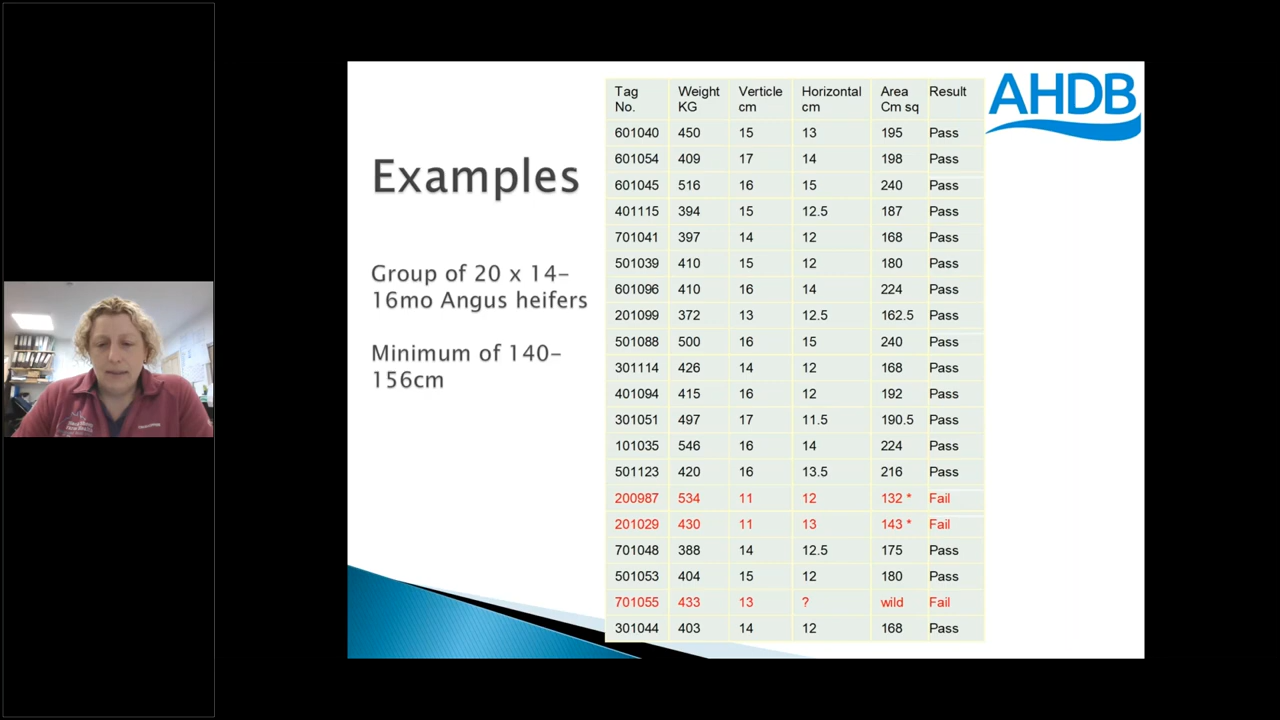 AHDB
Examples
Group of 20 x 14–
16mo Angus heifers
Minimum of 140–
156cm
Tag No. Weight KG Verticle cm Horizontal cm Area Cm sq Result
601040 450 15 13 195 Pass
601054 409 17 14 198 Pass
601045 516 16 15 240 Pass
401115 394 15 12.5 187 Pass
701041 397 14 12 168 Pass
501039 410 15 12 180 Pass
601096 410 16 14 224 Pass
201099 372 13 12.5 162.5 Pass
501088 500 16 15 240 Pass
301114 426 14 12 168 Pass
401094 415 16 12 192 Pass
301051 497 17 11.5 190.5 Pass
101035 546 16 14 224 Pass
501123 420 16 13.5 216 Pass
200987 534 11 12 132 * Fail
201029 430 11 13 143 * Fail
701048 388 14 12.5 175 Pass
501053 404 15 12 180 Pass
701055 433 13 ? wild Fail
301044 403 14 12 168 Pass